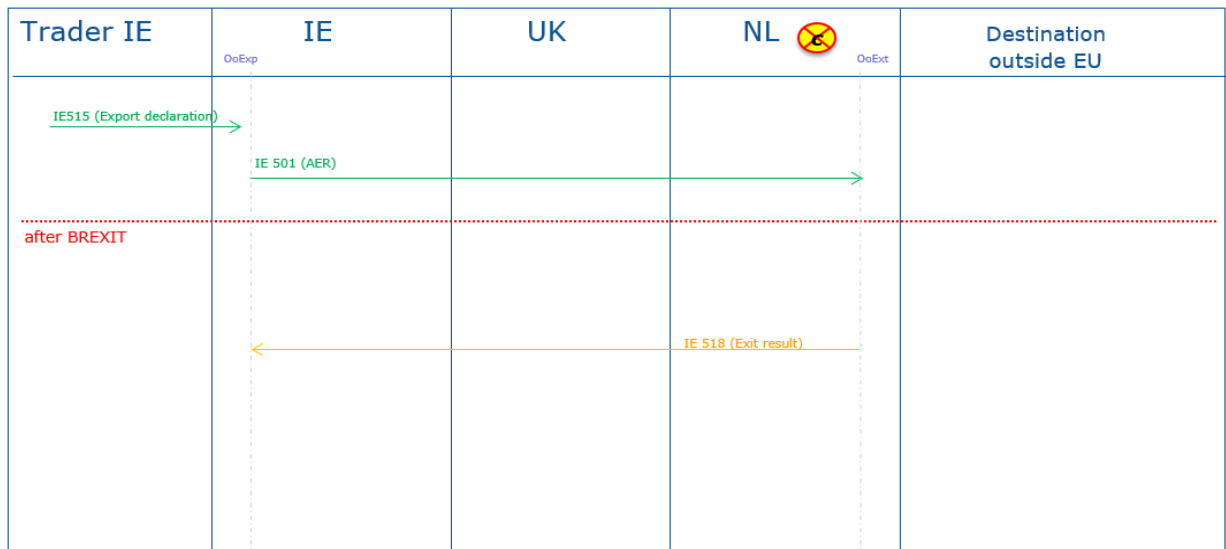 Trader IE
IE
UK
NL
c
Destination
outside EU
OoExp
OoExt
IE515 (Export declaration)
IE 501 (AER)
after BREXIT
IE 518 (Exit result)